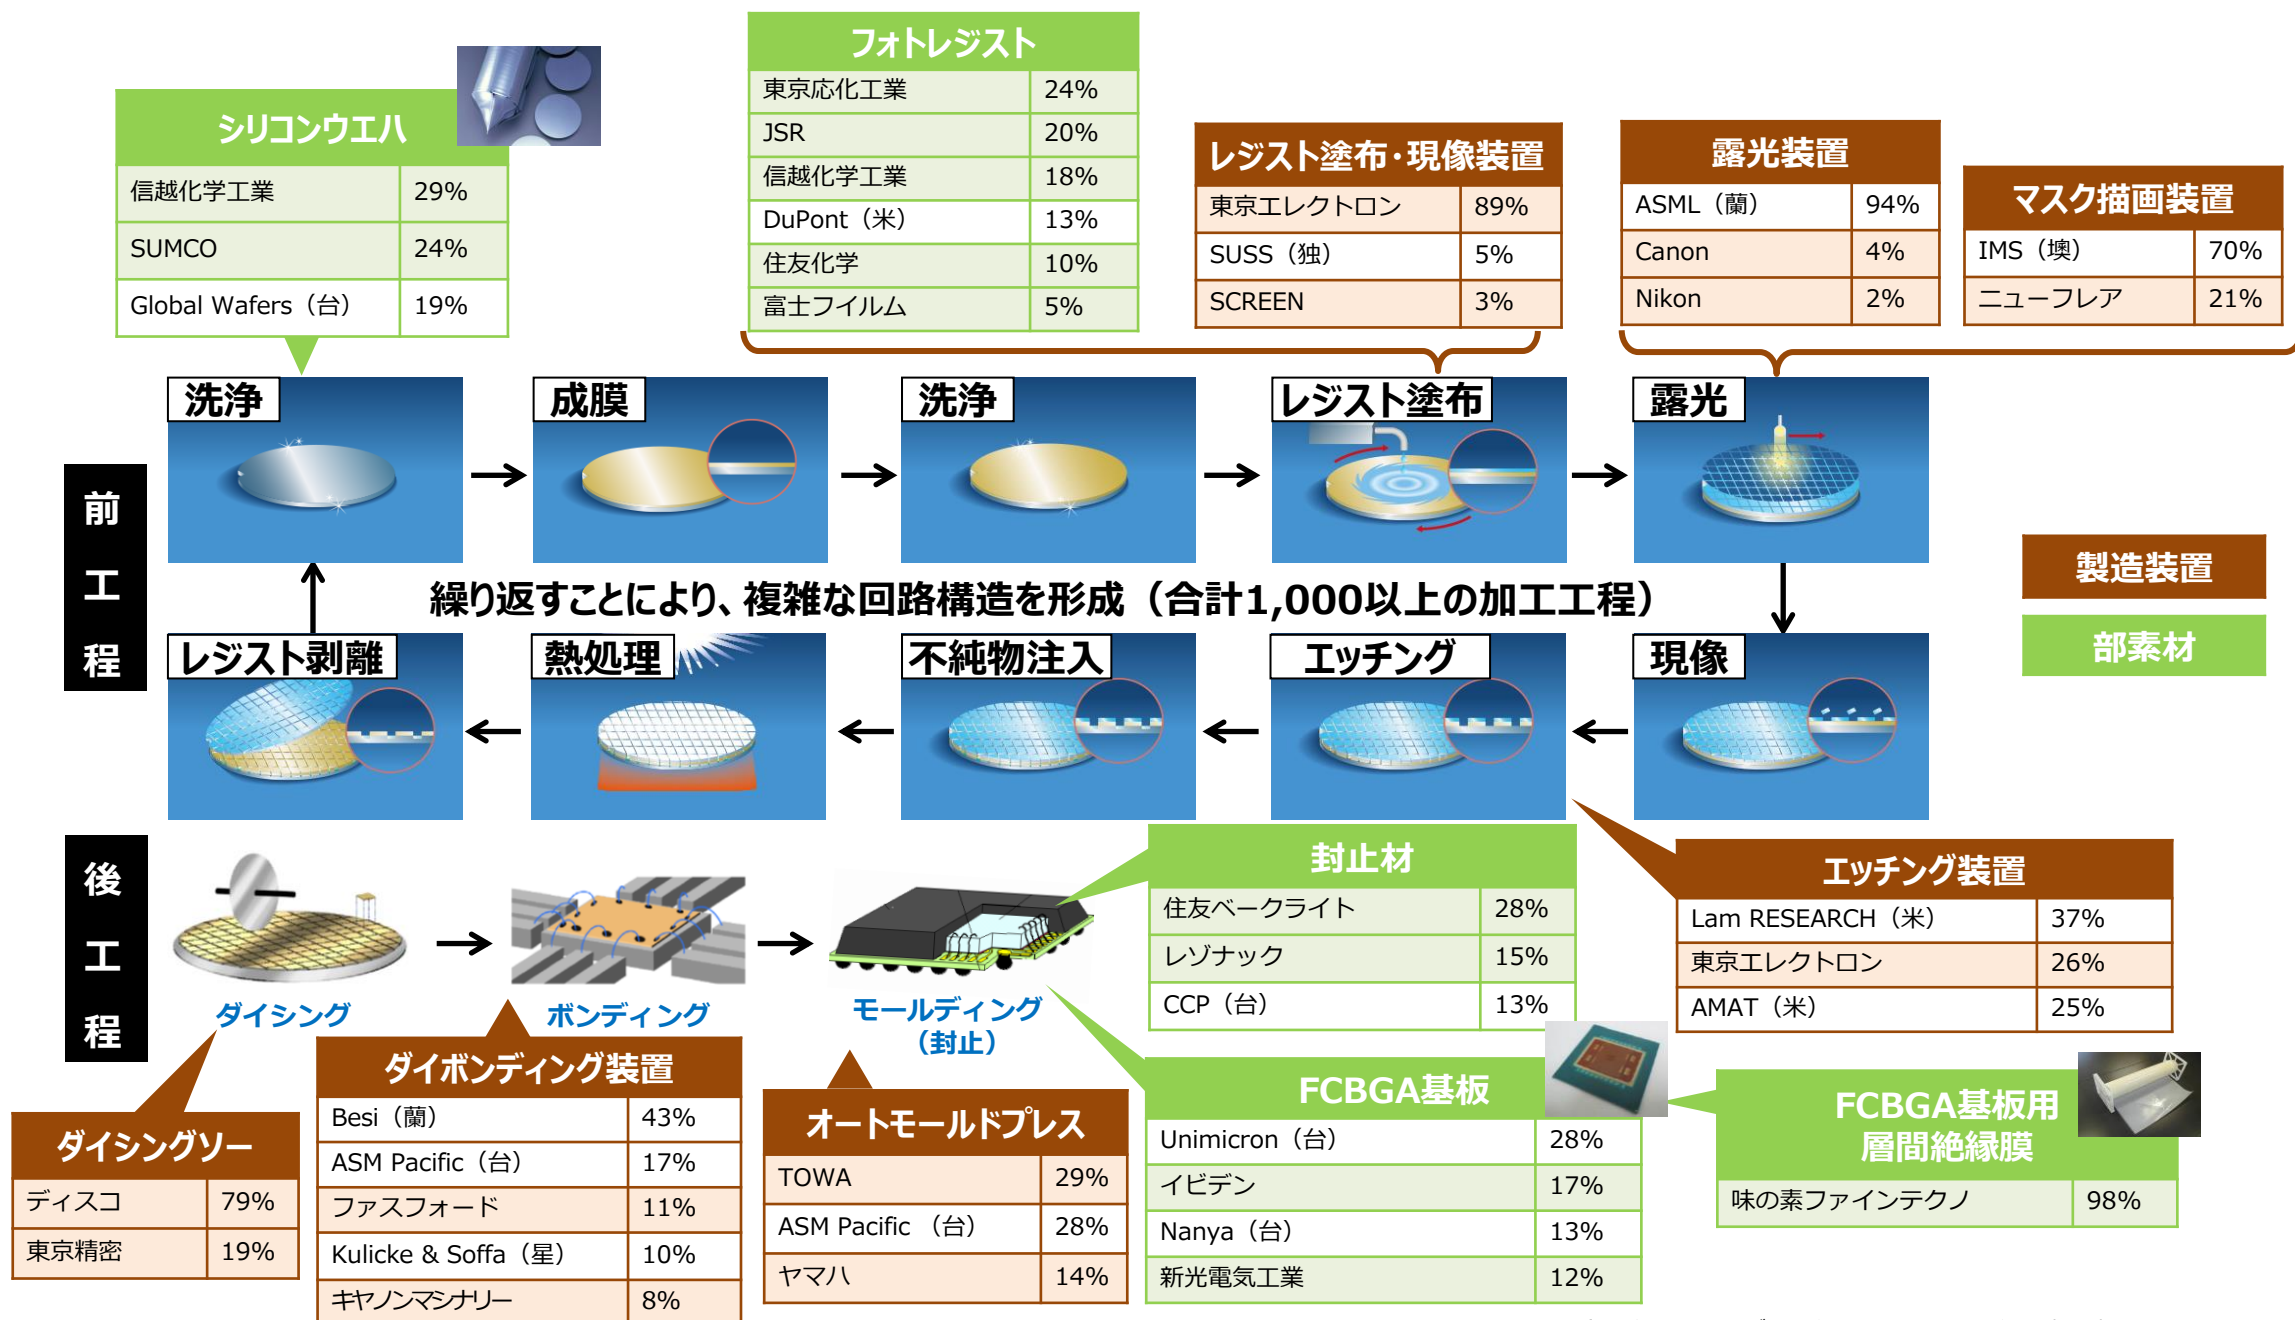 フォトレジスト
東京応化工業 24%
JSR 20%
信越化学工業 18%
DuPont（米） 13%
住友化学 10%
富士フイルム 5%
シリコンウエハ
信越化学工業 29%
SUMCO 24%
Global Wafers（台） 19%
レジスト塗布・現像装置
東京エレクトロン 89%
SUSS（独） 5%
SCREEN 3%
露光装置
ASML（蘭） 94%
Canon 4%
Nikon 2%
マスク描画装置
IMS（墺） 70%
ニューフレア 21%
前工程
洗浄
成膜
洗浄
レジスト塗布
露光
繰り返すことにより、複雑な回路構造を形成（合計1,000以上の加工工程）
製造装置
部素材
レジスト剥離
熱処理
不純物注入
エッチング
現像
後工程
ダイシング
ボンディング
モールディング
（封止）
封止材
住友ベークライト 28%
レゾナック 15%
CCP（台） 13%
エッチング装置
Lam RESEARCH（米） 37%
東京エレクトロン 26%
AMAT（米） 25%
ダイシングソー
ディスコ 79%
東京精密 19%
ダイボンディング装置
Besi（蘭） 43%
ASM Pacific（台） 17%
ファスフォード 11%
Kulicke & Soffa（星） 10%
キヤノンマシナリー 8%
オートモールドプレス
TOWA 29%
ASM Pacific （台） 28%
ヤマハ 14%
FCBGA基板
Unimicron（台） 28%
イビデン 17%
Nanya（台） 13%
新光電気工業 12%
FCBGA基板用
層間絶縁膜
味の素ファインテクノ 98%